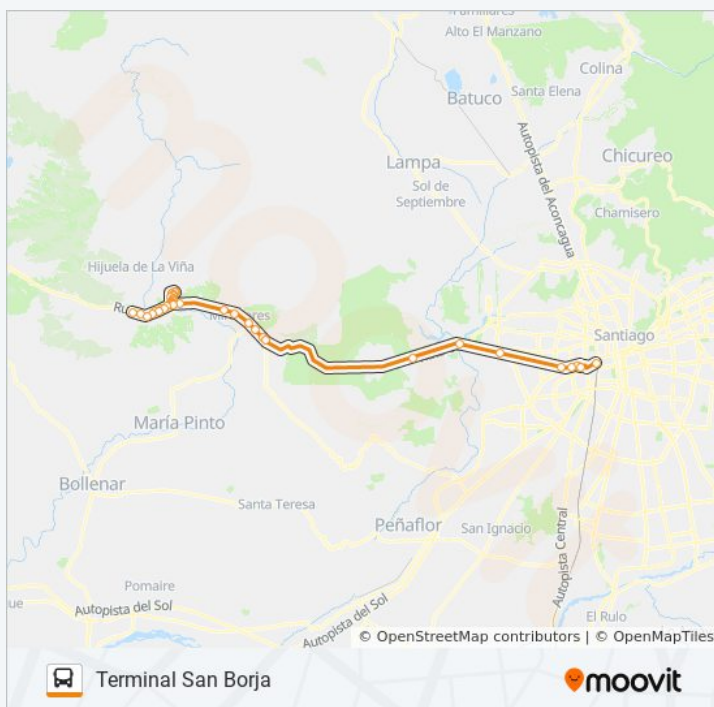 Familiares
Alto El Manzano
Colina
Santa Elena
Batuco
Autopista del Aconcagua
Chicureo
Lampa
Sol de
Septiembre
Chamisero
Hijuela de La Viña
Santiago
María Pinto
Bollenar
Santa Teresa
Peñaflor
San Ignacio
Autopista Central
Pomaire
Autopista del Sol
Autopista del Sol
El Rulo
© OpenStreetMap contributors | © OpenMapTiles
Terminal San Borja
moovit